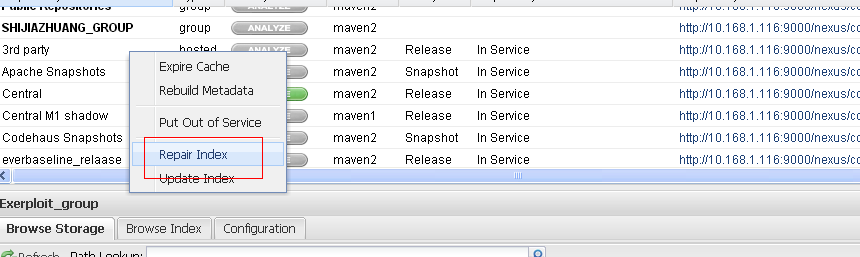 Public Repositories group ANALYZE maven2 http://10.168.1.116:9000/nexus/co
SHIJIAZHUANG_GROUP group ANALYZE maven2 http://10.168.1.116:9000/nexus/co
3rd party hosted ANALYZE maven2 Release In Service http://10.168.1.116:9000/nexus/co
Apache Snapshots maven2 Snapshot In Service http://10.168.1.116:9000/nexus/co
Central maven2 Release In Service http://10.168.1.116:9000/nexus/co
Central M1 shadow maven1 Release In Service http://10.168.1.116:9000/nexus/co
Codehaus Snapshots maven2 Snapshot In Service http://10.168.1.116:9000/nexus/co
everbaseline_relaase maven2 Release In Service http://10.168.1.116:9000/nexus/co
Expire Cache
Rebuild Metadata
Put Out of Service
Repair Index
Update Index
Exerploit_group
Browse Storage Browse Index Configuration
Refresh Path Lookup: